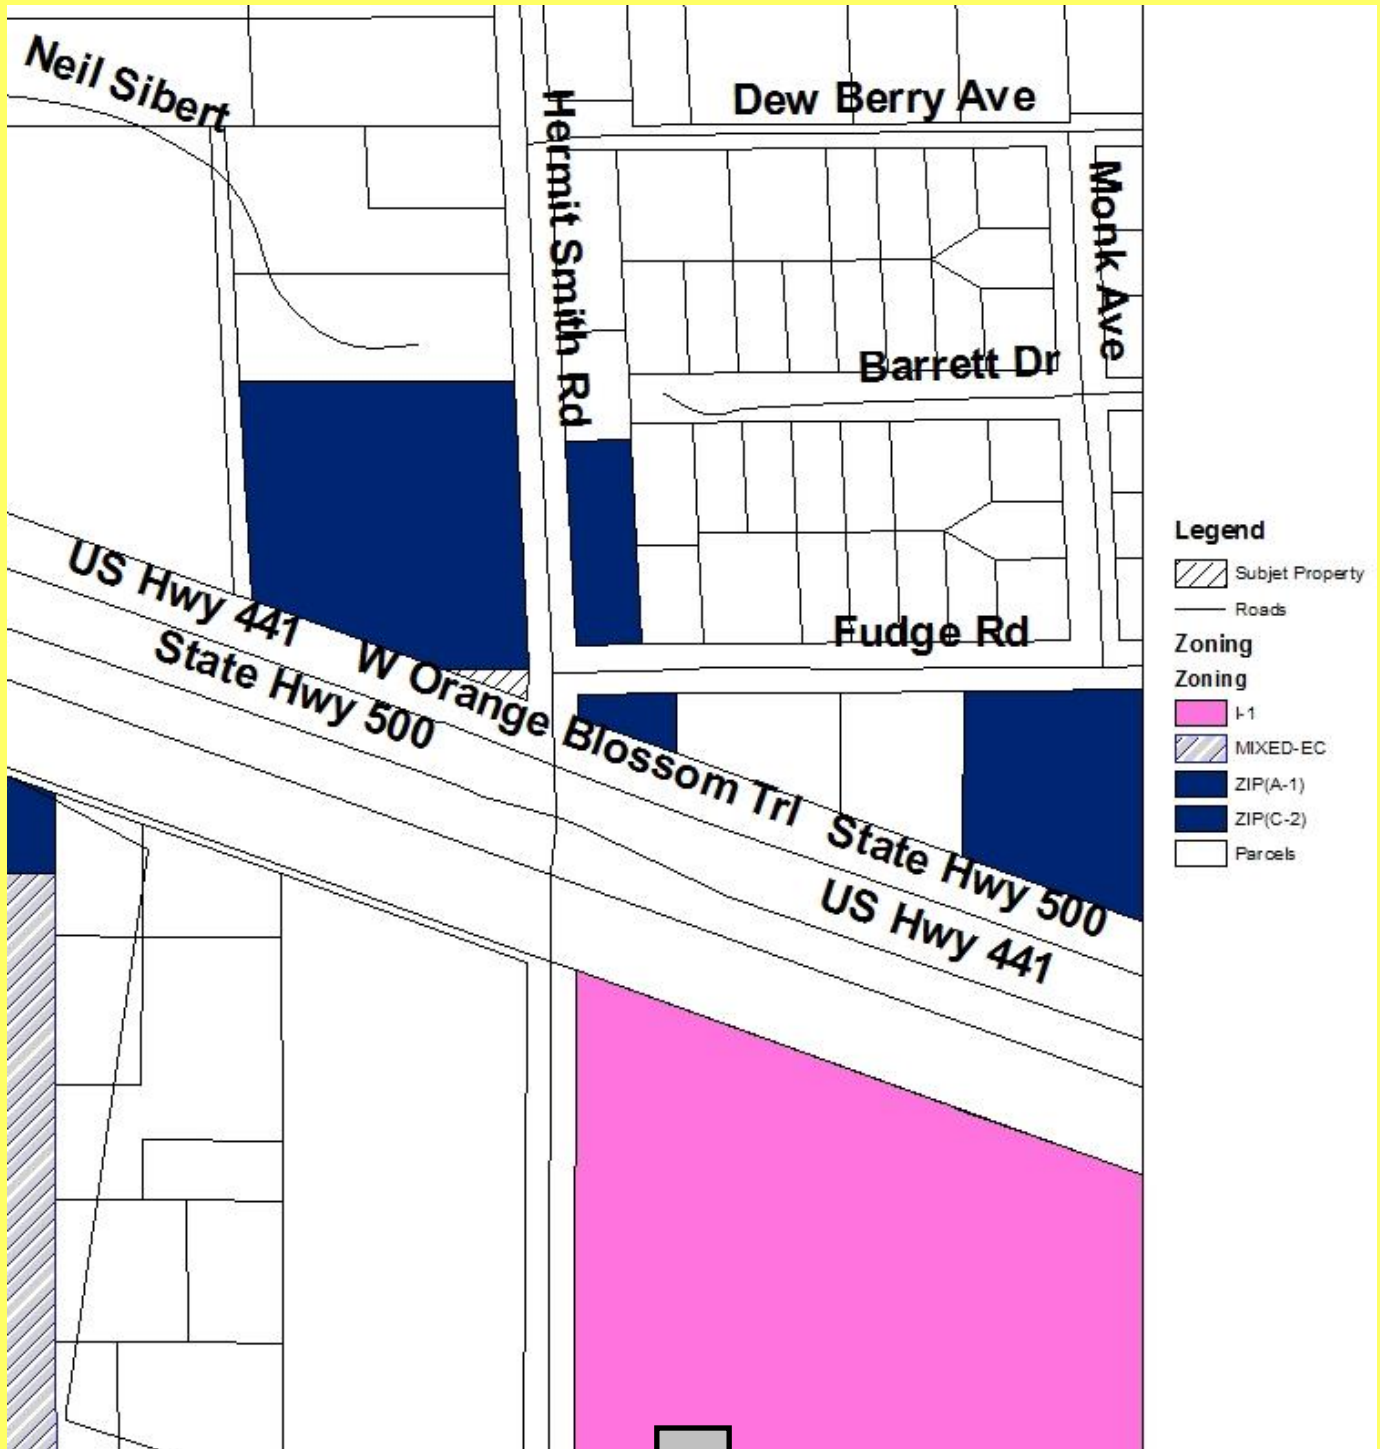 Neil Sibert
Dew Berry Ave
Hermit Smith Rd
Monk Ave
Barrett Dr
US Hwy 441
State Hwy 500
W Orange Blossom Trl
Fudge Rd
State Hwy 500
US Hwy 441
Legend
Subjet Property
Roads
Zoning
Zoning
I-1
MIXED-EC
ZIP(A-1)
ZIP(C-2)
Parcels